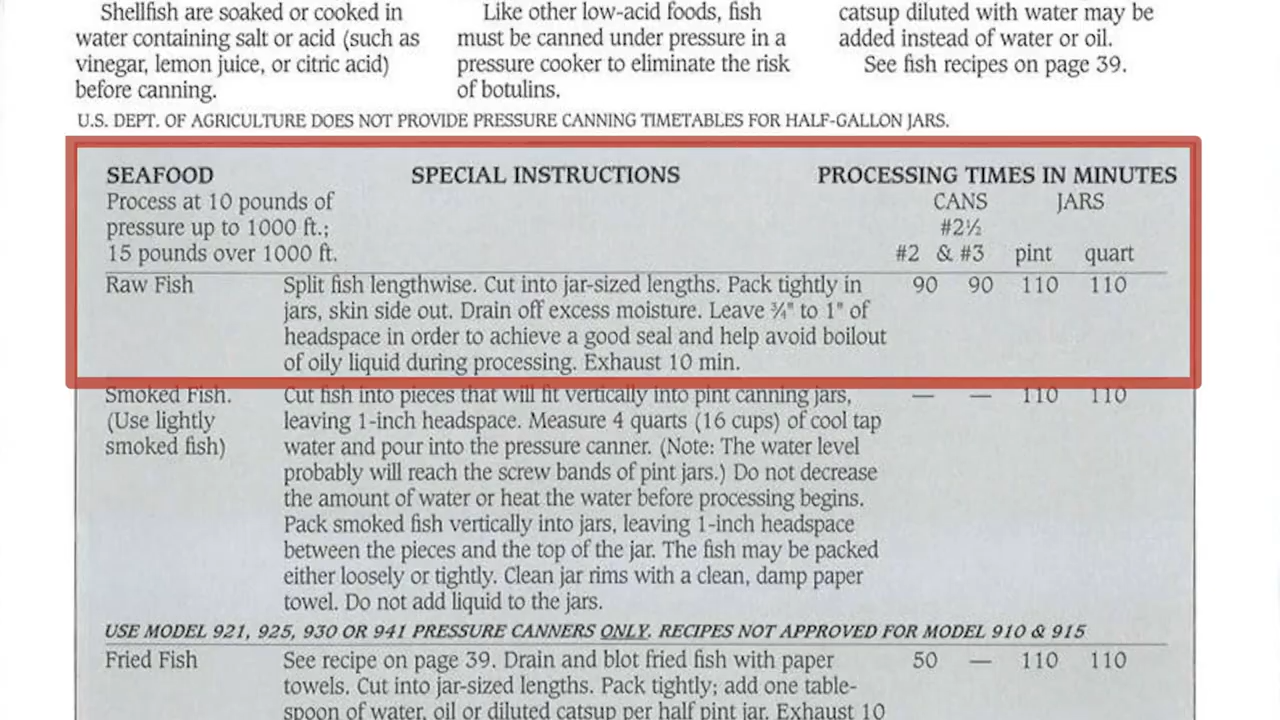 Shellfish are soaked or cooked in
water containing salt or acid (such as
vinegar, lemon juice, or citric acid)
before canning.
Like other low-acid foods, fish
must be canned under pressure in a
pressure cooker to eliminate the risk
of botulins.
catsup diluted with water may be
added instead of water or oil.
See fish recipes on page 39.
U.S. DEPT. OF AGRICULTURE DOES NOT PROVIDE PRESSURE CANNING TIMETABLES FOR HALF-GALLON JARS.
SEAFOOD SPECIAL INSTRUCTIONS PROCESSING TIMES IN MINUTES
Process at 10 pounds of CANS JARS
pressure up to 1000 ft.; #2½
15 pounds over 1000 ft. #2 & #3 pint quart
Raw Fish Split fish lengthwise. Cut into jar-sized lengths. Pack tightly in 90 90 110 110
jars, skin side out. Drain off excess moisture. Leave ¾" to 1" of
headspace in order to achieve a good seal and help avoid boilout
of oily liquid during processing. Exhaust 10 min.
Smoked Fish. Cut fish into pieces that will fit vertically into pint canning jars, — — 110 110
(Use lightly leaving 1-inch headspace. Measure 4 quarts (16 cups) of cool tap
smoked fish) water and pour into the pressure canner. (Note: The water level
probably will reach the screw bands of pint jars.) Do not decrease
the amount of water or heat the water before processing begins.
Pack smoked fish vertically into jars, leaving 1-inch headspace
between the pieces and the top of the jar. The fish may be packed
either loosely or tightly. Clean jar rims with a clean, damp paper
towel. Do not add liquid to the jars.
USE MODEL 921, 925, 930 OR 941 PRESSURE CANNERS ONLY. RECIPES NOT APPROVED FOR MODEL 910 & 915
Fried Fish See recipe on page 39. Drain and blot fried fish with paper 50 — 110 110
towels. Cut into jar-sized lengths. Pack tightly; add one table-
spoon of water, oil or diluted catsup per half pint jar. Exhaust 10